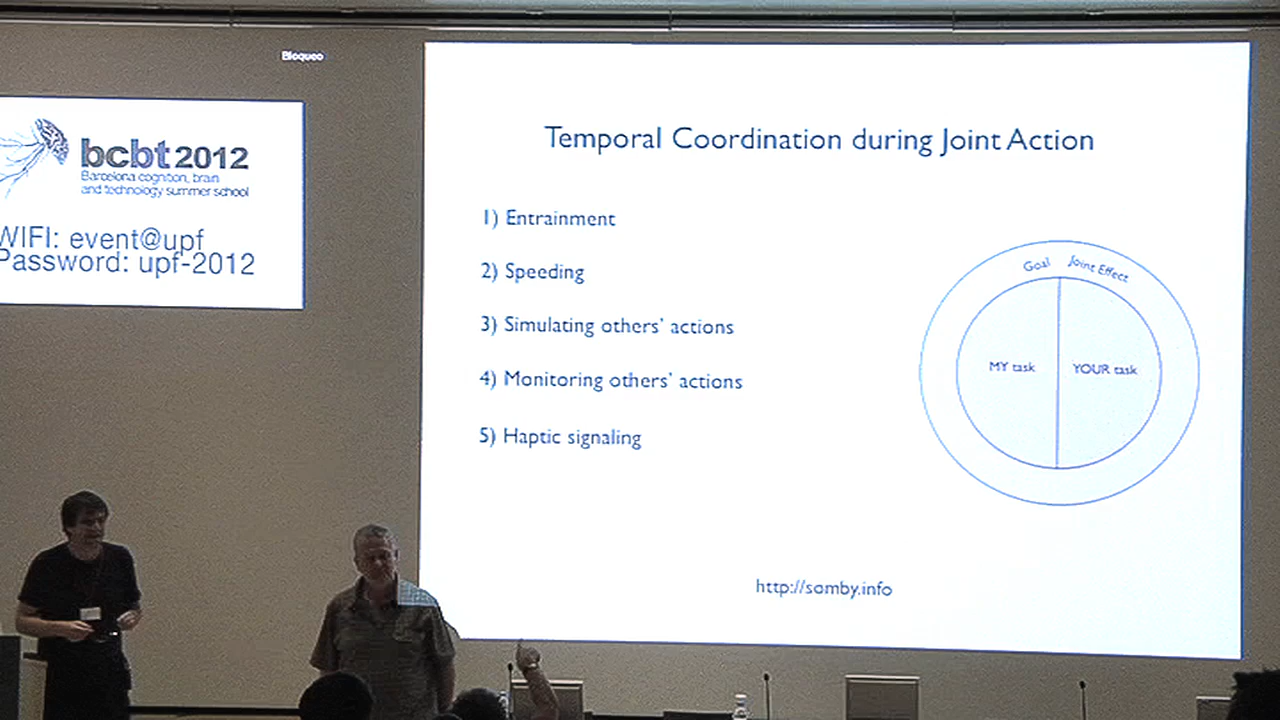 Bloqueo
bcbt 2012
Barcelona cognition, brain
and technology summer school
WIFI: event@upf
Password: upf-2012
Temporal Coordination during Joint Action
1) Entrainment
2) Speeding
3) Simulating others' actions
4) Monitoring others' actions
5) Haptic signaling
Goal Joint Effect
MY task YOUR task
http://somby.info